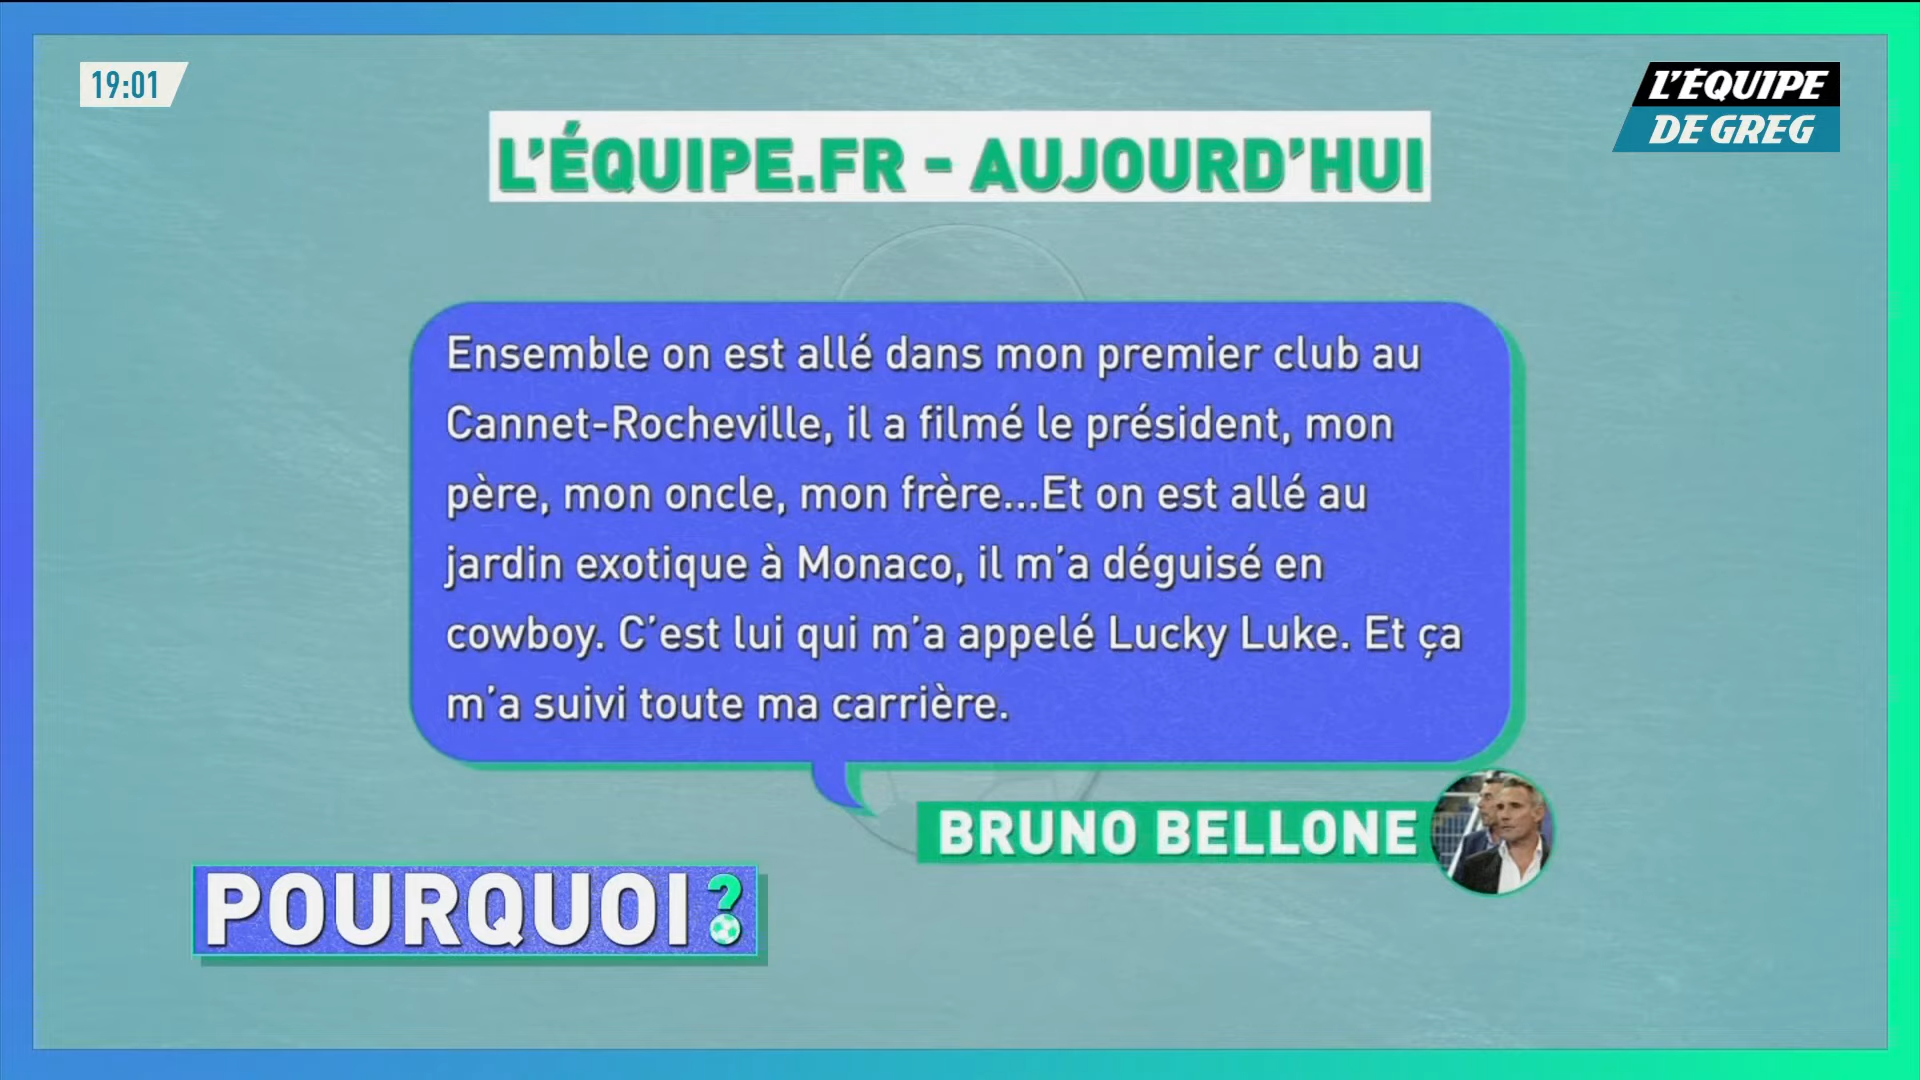 19:01
L'ÉQUIPE
DE GREG
L'ÉQUIPE.FR - AUJOURD'HUI
Ensemble on est allé dans mon premier club au
Cannet-Rocheville, il a filmé le président, mon
père, mon oncle, mon frère...Et on est allé au
jardin exotique à Monaco, il m'a déguisé en
cowboy. C'est lui qui m'a appelé Lucky Luke. Et ça
m'a suivi toute ma carrière.
BRUNO BELLONE
POURQUOI ?